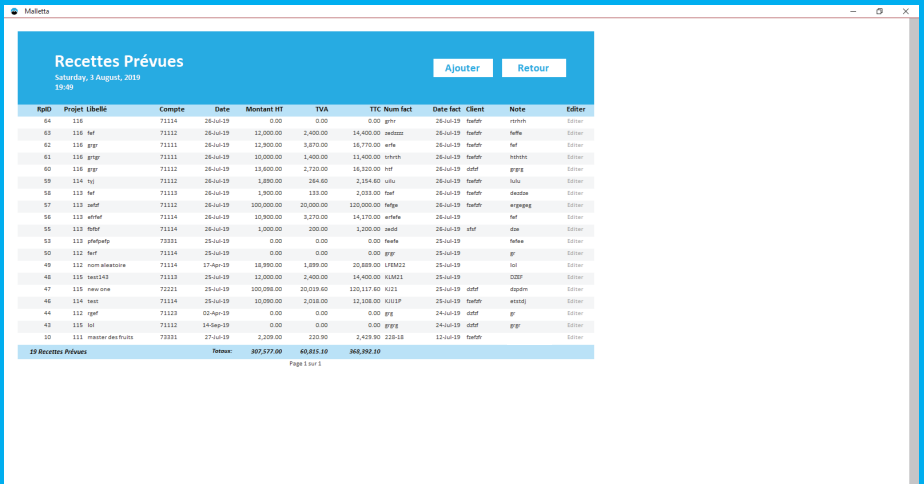 Malletta
Recettes Prévues
Saturday, 3 August, 2019
19:49
Ajouter Retour
RpID Projet Libellé Compte Date Montant HT TVA TTC Num fact Date fact Client Note Editer
64 116 71114 26-Jul-19 0.00 0.00 0.00 grhr 26-Jul-19 fzefzfr rtrhrh Editer
63 116 fef 71112 26-Jul-19 12,000.00 2,400.00 14,400.00 zedzzzz 26-Jul-19 fzefzfr feffe Editer
62 116 grgr 71111 26-Jul-19 12,900.00 3,870.00 16,770.00 erfe 26-Jul-19 fzefzfr fef Editer
61 116 grtgr 71111 26-Jul-19 10,000.00 1,400.00 11,400.00 trhrth 26-Jul-19 fzefzfr hththt Editer
60 116 grgr 71112 26-Jul-19 13,600.00 2,720.00 16,320.00 htf 26-Jul-19 dzfzf grgrg Editer
59 114 tyj 71112 26-Jul-19 1,890.00 264.60 2,154.60 uilu 26-Jul-19 fzefzfr lulu Editer
58 113 fef 71113 26-Jul-19 1,900.00 133.00 2,033.00 fzef 26-Jul-19 fzefzfr dezdze Editer
57 113 zefzf 71112 26-Jul-19 100,000.00 20,000.00 120,000.00 fefge 26-Jul-19 fzefzfr ergegeg Editer
56 113 efrfef 71114 26-Jul-19 10,900.00 3,270.00 14,170.00 erfefe 26-Jul-19 fef Editer
55 113 fbfbf 71114 26-Jul-19 1,000.00 200.00 1,200.00 zedd 26-Jul-19 sfsf dze Editer
53 113 pfefpefp 73331 25-Jul-19 0.00 0.00 0.00 feefe 25-Jul-19 fefee Editer
50 112 ferf 71114 25-Jul-19 0.00 0.00 0.00 grgr 25-Jul-19 gr Editer
49 112 nom aleatoire 71114 17-Apr-19 18,990.00 1,899.00 20,889.00 LFEM22 25-Jul-19 lol Editer
48 115 test143 71113 25-Jul-19 12,000.00 2,400.00 14,400.00 KLM21 25-Jul-19 DZEF Editer
47 115 new one 72221 25-Jul-19 100,098.00 20,019.60 120,117.60 KJ21 25-Jul-19 dzfzf dzpdm Editer
46 114 test 71114 25-Jul-19 10,090.00 2,018.00 12,108.00 KJU1P 25-Jul-19 fzefzfr etstdj Editer
44 112 rgef 71123 02-Apr-19 0.00 0.00 0.00 grg 24-Jul-19 dzfzf gr Editer
43 115 lol 71112 14-Sep-19 0.00 0.00 0.00 grgrg 24-Jul-19 dzfzf grgr Editer
10 111 master des fruits 73331 27-Jul-19 2,209.00 220.90 2,429.90 228-18 12-Jul-19 fzefzfr Editer
19 Recettes Prévues Totaux: 307,577.00 60,815.10 368,392.10
Page 1 sur 1